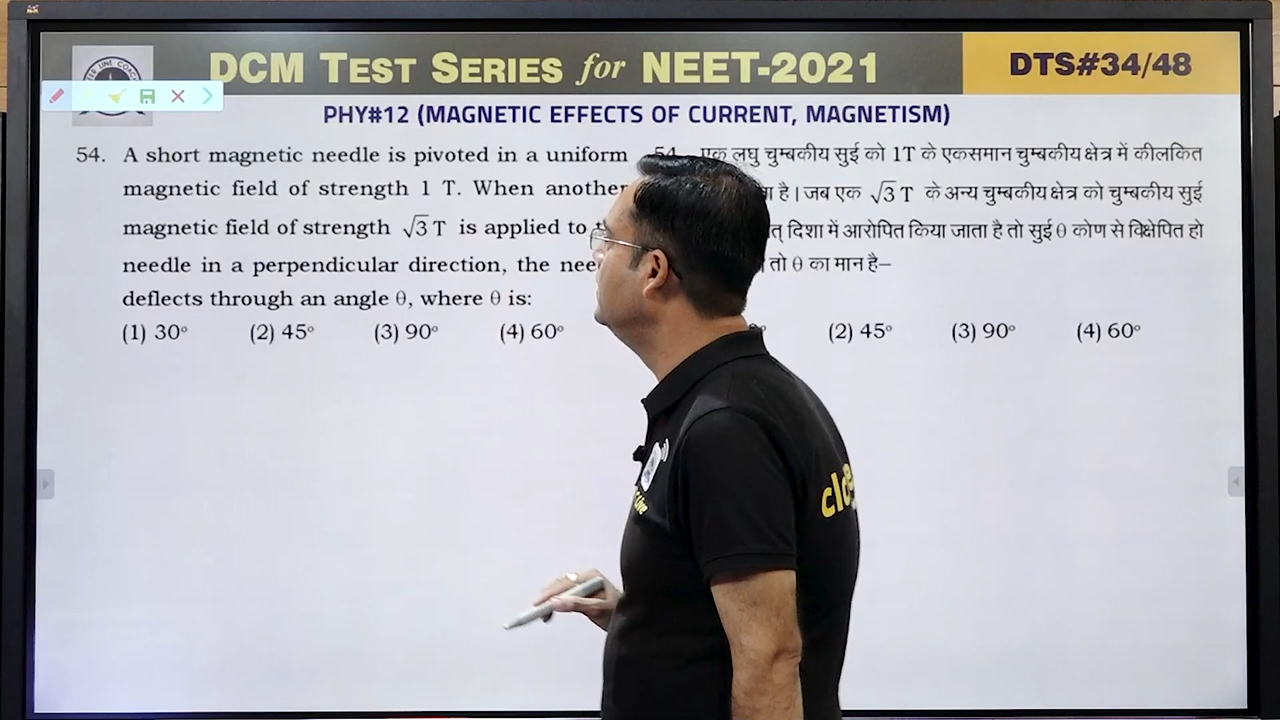 DCM TEST SERIES for NEET-2021
DTS#34/48
PHY#12 (MAGNETIC EFFECTS OF CURRENT, MAGNETISM)
54. A short magnetic needle is pivoted in a uniform
magnetic field of strength 1 T. When another
magnetic field of strength √3 T is applied to
needle in a perpendicular direction, the
deflects through an angle θ, where θ is:
(1) 30° (2) 45° (3) 90° (4) 60°
54. एक लघु चुम्बकीय सुई को 1T के एकसमान चुम्बकीय क्षेत्र में कीलकित
है। जब एक √3 T के अन्य चुम्बकीय क्षेत्र को चुम्बकीय सुई
दिशा में आरोपित किया जाता है तो सुई θ कोण से विक्षेपित हो
तो θ का मान है–
(2) 45° (3) 90° (4) 60°